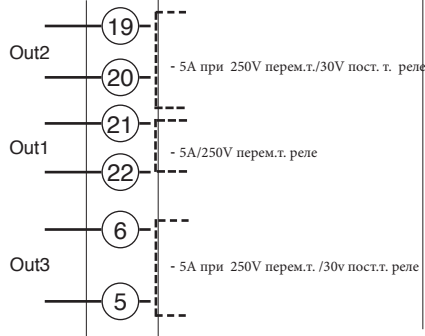 19
Out2
- 5A при 250V перем.т./30V пост. т. реле
20
21
Out1
- 5A/250V перем.т. реле
22
6
Out3
- 5A при 250V перем.т. /30v пост.т. реле
5